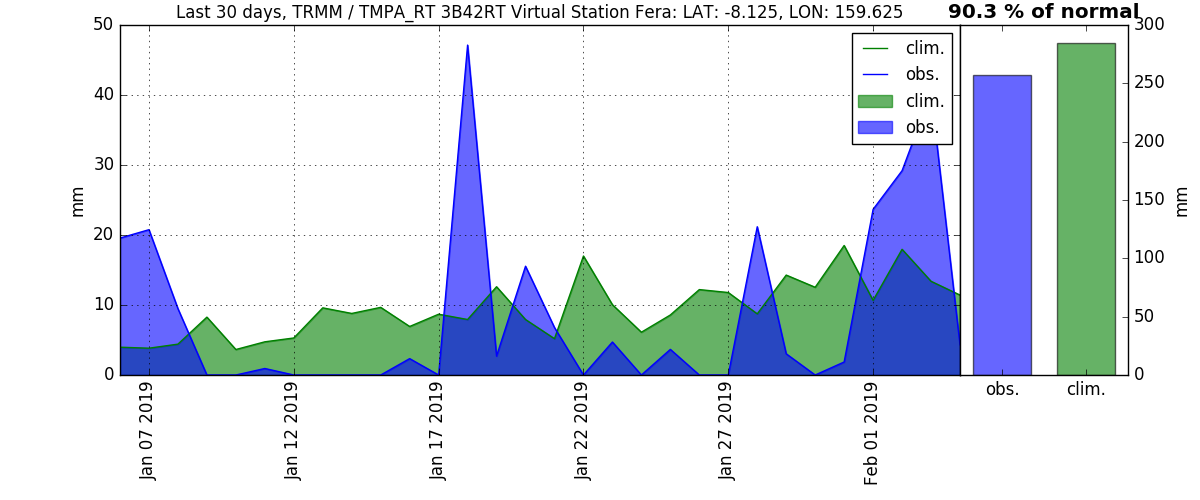 Last 30 days, TRMM / TMPA_RT 3B42RT Virtual Station Fera: LAT: -8.125, LON: 159.625
90.3 % of normal
50
40
30
20
10
0
mm
clim.
obs.
clim.
obs.
300
250
200
150
100
50
0
mm
Jan 07 2019
Jan 12 2019
Jan 17 2019
Jan 22 2019
Jan 27 2019
Feb 01 2019
obs.
clim.